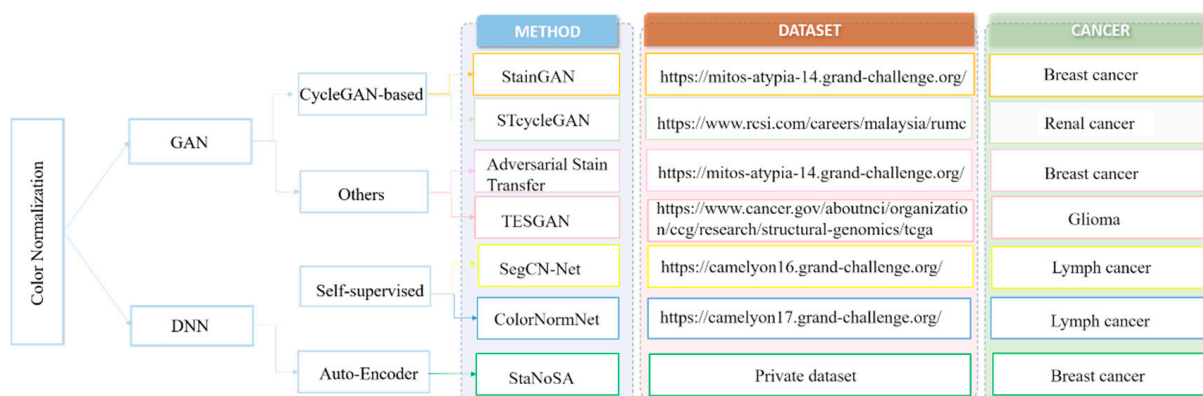 METHOD
DATASET
CANCER
Color Normalization
GAN
CycleGAN-based
StainGAN
https://mitos-atypia-14.grand-challenge.org/
Breast cancer
STcycleGAN
https://www.rcsi.com/careers/malaysia/rumc
Renal cancer
Others
Adversarial Stain
Transfer
https://mitos-atypia-14.grand-challenge.org/
Breast cancer
TESGAN
https://www.cancer.gov/aboutnci/organizatio
n/ccg/research/structural-genomics/tcga
Glioma
DNN
Self-supervised
SegCN-Net
https://camelyon16.grand-challenge.org/
Lymph cancer
ColorNormNet
https://camelyon17.grand-challenge.org/
Lymph cancer
Auto-Encoder
StaNoSA
Private dataset
Breast cancer